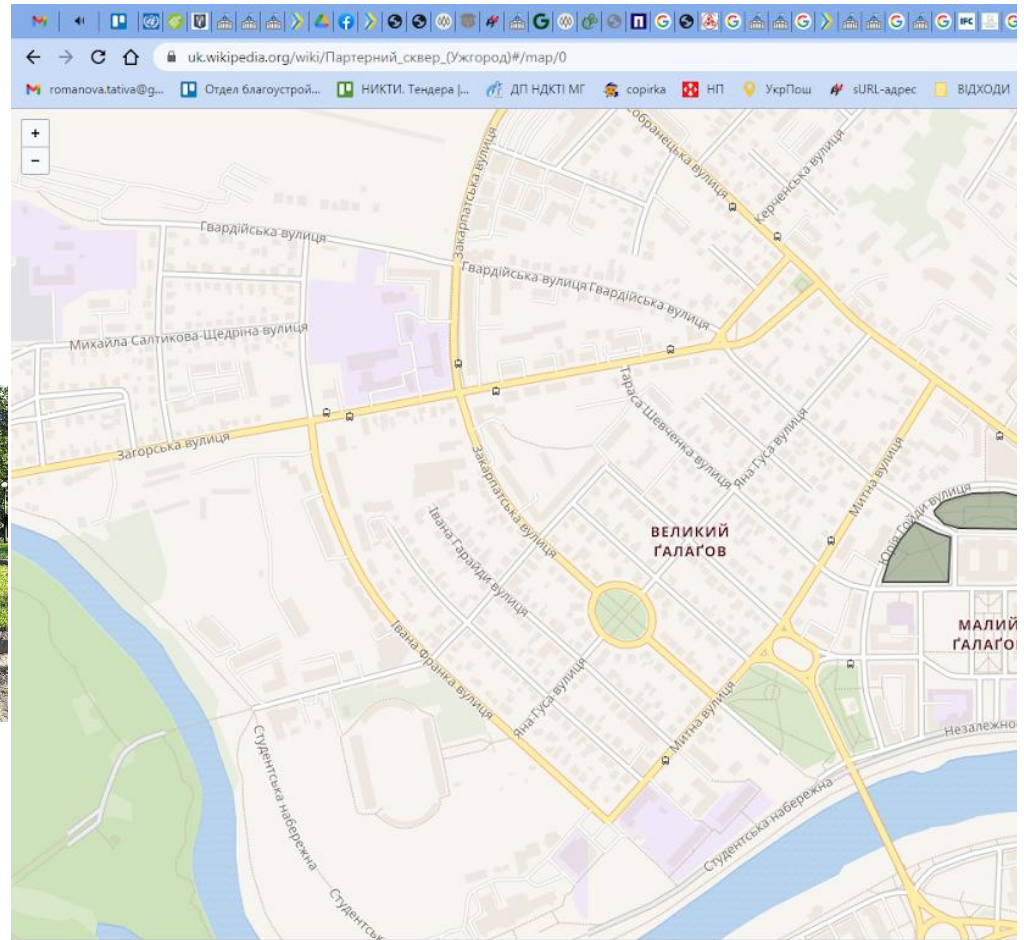 uk.wikipedia.org/wiki/Партерний_сквер_(Ужгород)#/map/0
romanova.tativa@g...
Отдел благоустрой...
НИКТИ. Тендера |...
ДП НДКТІ МГ
copirka
НП
УкрПош
sURL-адрес
ВІДХОДИ
IFC
+
−
Закарпатська вулиця
Собранецька вулиця
Керченська вулиця
Гвардійська вулиця
Гвардійська вулиця
Гвардійська вулиця
Михайла Салтикова-Щедріна вулиця
Тараса Шевченка вулиця
Яна Гуса вулиця
Митна вулиця
Загорська вулиця
Закарпатська вулиця
Юрія Гойди вулиця
ВЕЛИКИЙ
ҐАЛАҐОВ
Івана Гарайди вулиця
МАЛИЙ
ҐАЛАҐО
Івана Франка вулиця
Яна Гуса вулиця
Митна вулиця
Незалежно
Студентська набережна
Студентська набережна
Студентськ